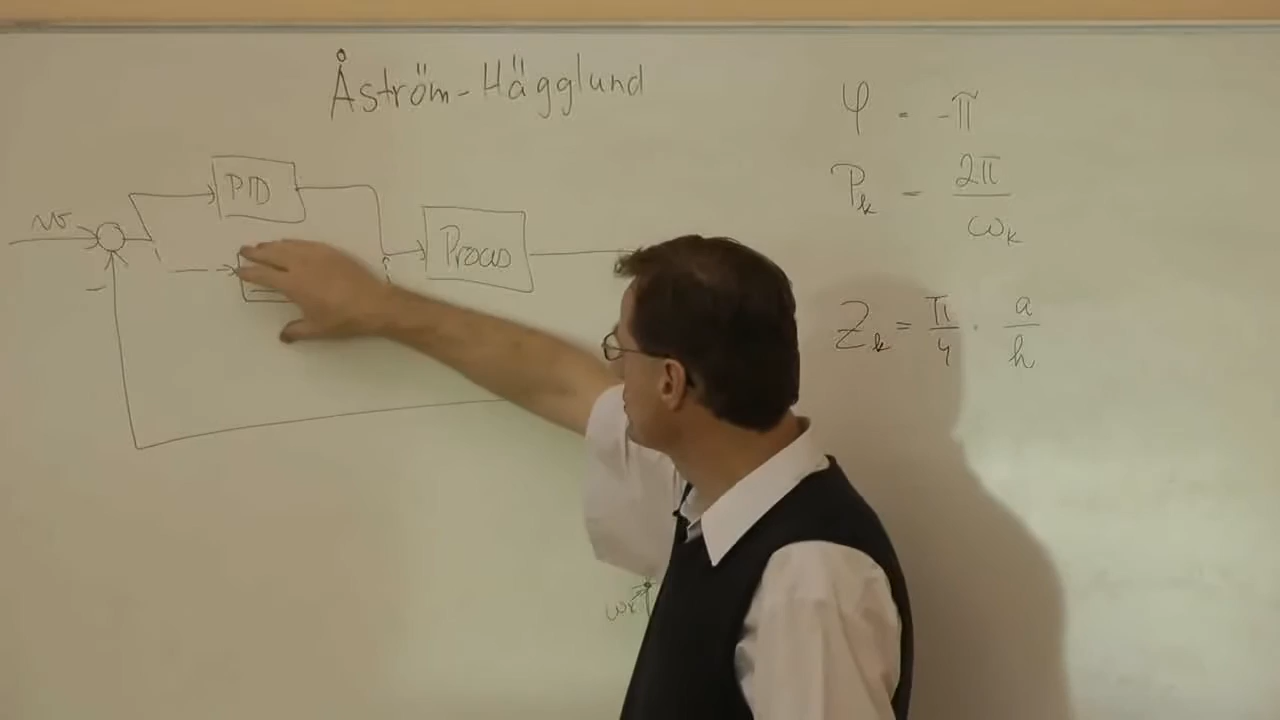 Åström-Hägglund
φ = -π
P_k = 2π / ω_k
PID
w
Proces
-
Z_k = π/4 · a/h
ω_k